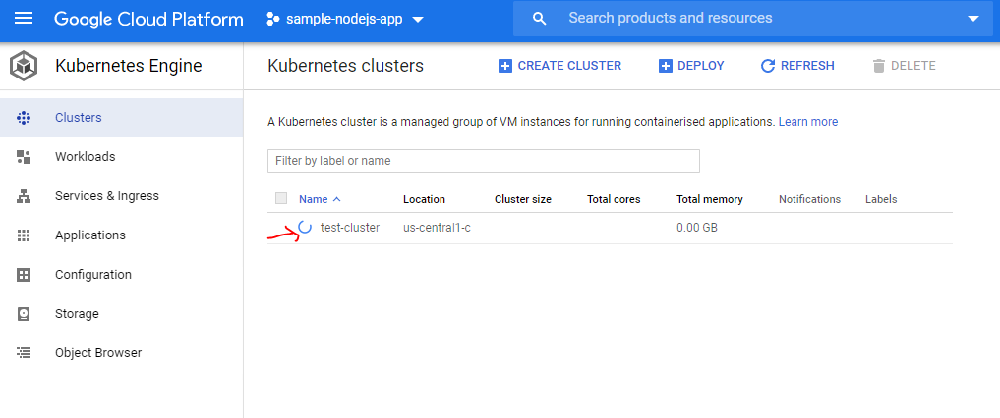 Google Cloud Platform
sample-nodejs-app
Search products and resources
Kubernetes Engine
Kubernetes clusters
CREATE CLUSTER
DEPLOY
REFRESH
DELETE
Clusters
Workloads
Services & Ingress
Applications
Configuration
Storage
Object Browser
A Kubernetes cluster is a managed group of VM instances for running containerised applications. Learn more
Filter by label or name
Name Location Cluster size Total cores Total memory Notifications Labels
test-cluster us-central1-c 0.00 GB